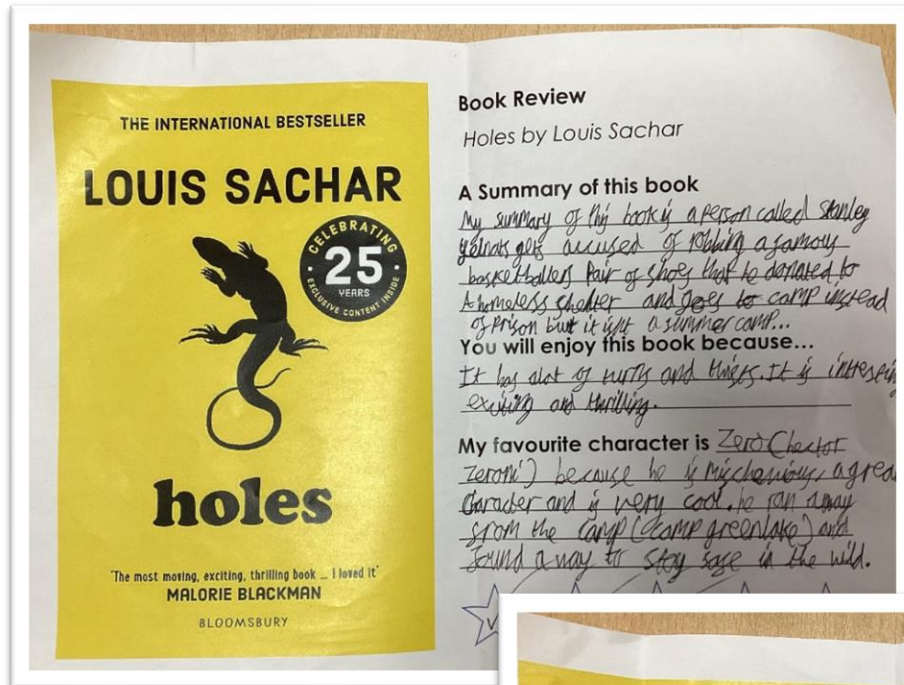 THE INTERNATIONAL BESTSELLER
LOUIS SACHAR
CELEBRATING
25
YEARS
EXCLUSIVE CONTENT INSIDE
holes
'The most moving, exciting, thrilling book ... I loved it'
MALORIE BLACKMAN
BLOOMSBURY
Book Review
Holes by Louis Sachar
A Summary of this book
My summary of this book is a person called Stanley
yelnats gets accused of robbing a famous
basketballers pair of shoes that he donated to
A homeless shelter and goes to camp instead
of Prison but it isnt a summer camp...
You will enjoy this book because...
It has alot of turns and thists. It is intresting
exciting and thrilling.
My favourite character is Zero (hector
Zeroni) because he is mischevious, a grea
character and is very cool. he ran away
from the camp (camp greenlake) and
found a way to stay safe in the wild.